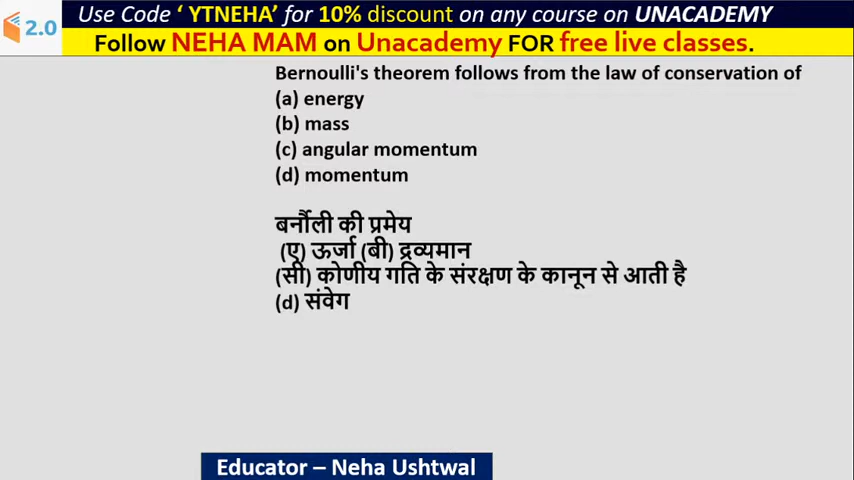 Use Code ‘ YTNEHA’ for 10% discount on any course on UNACADEMY
2.0
Follow NEHA MAM on Unacademy FOR free live classes.
Bernoulli's theorem follows from the law of conservation of
(a) energy
(b) mass
(c) angular momentum
(d) momentum
बर्नौली की प्रमेय
(ए) ऊर्जा (बी) द्रव्यमान
(सी) कोणीय गति के संरक्षण के कानून से आती है
(d) संवेग
Educator – Neha Ushtwal